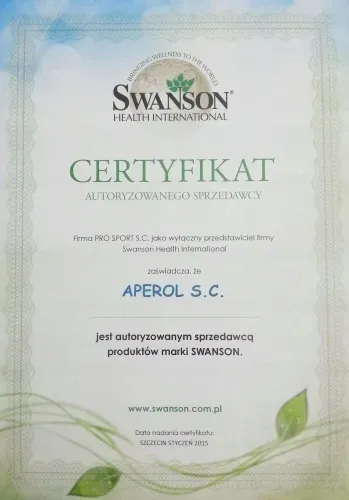 BRINGING WELLNESS TO THE WORLD
SWANSON®
HEALTH INTERNATIONAL
CERTYFIKAT
AUTORYZOWANEGO SPRZEDAWCY
Firma PRO SPORT S.C. jako wyłączny przedstawiciel firmy
Swanson Health International
zaświadcza, że
APEROL S.C.
jest autoryzowanym sprzedawcą
produktów marki SWANSON.
www.swanson.com.pl
Data nadania certyfikatu:
SZCZECIN STYCZEŃ 2015